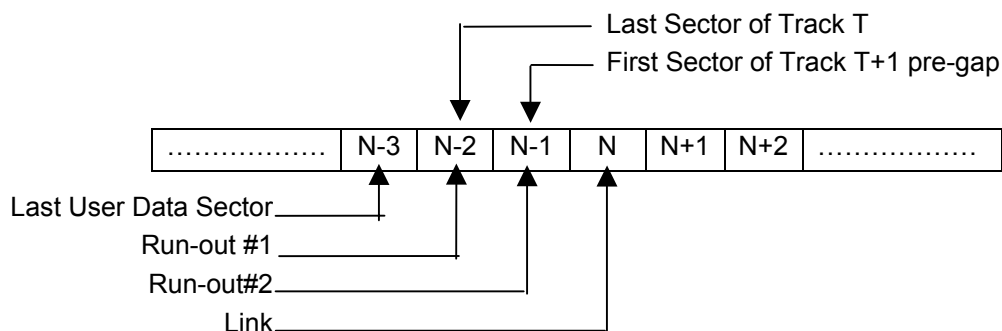 Last Sector of Track T
First Sector of Track T+1 pre-gap
……………… N-3 N-2 N-1 N N+1 N+2 ………………
Last User Data Sector
Run-out #1
Run-out#2
Link